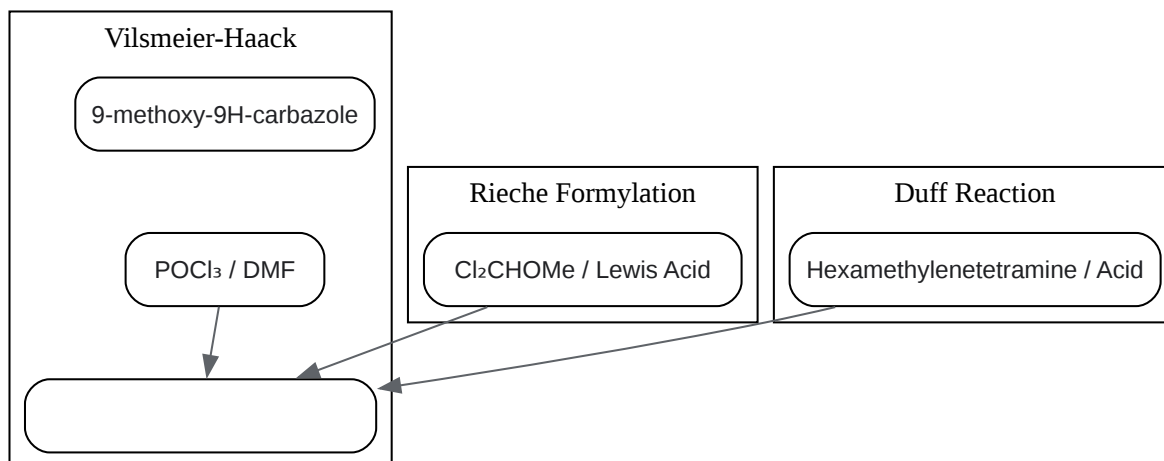 Vilsmeier-Haack
9-methoxy-9H-carbazole
Rieche Formylation
Duff Reaction
POCl₃ / DMF
Cl₂CHOMe / Lewis Acid
Hexamethylenetetramine / Acid